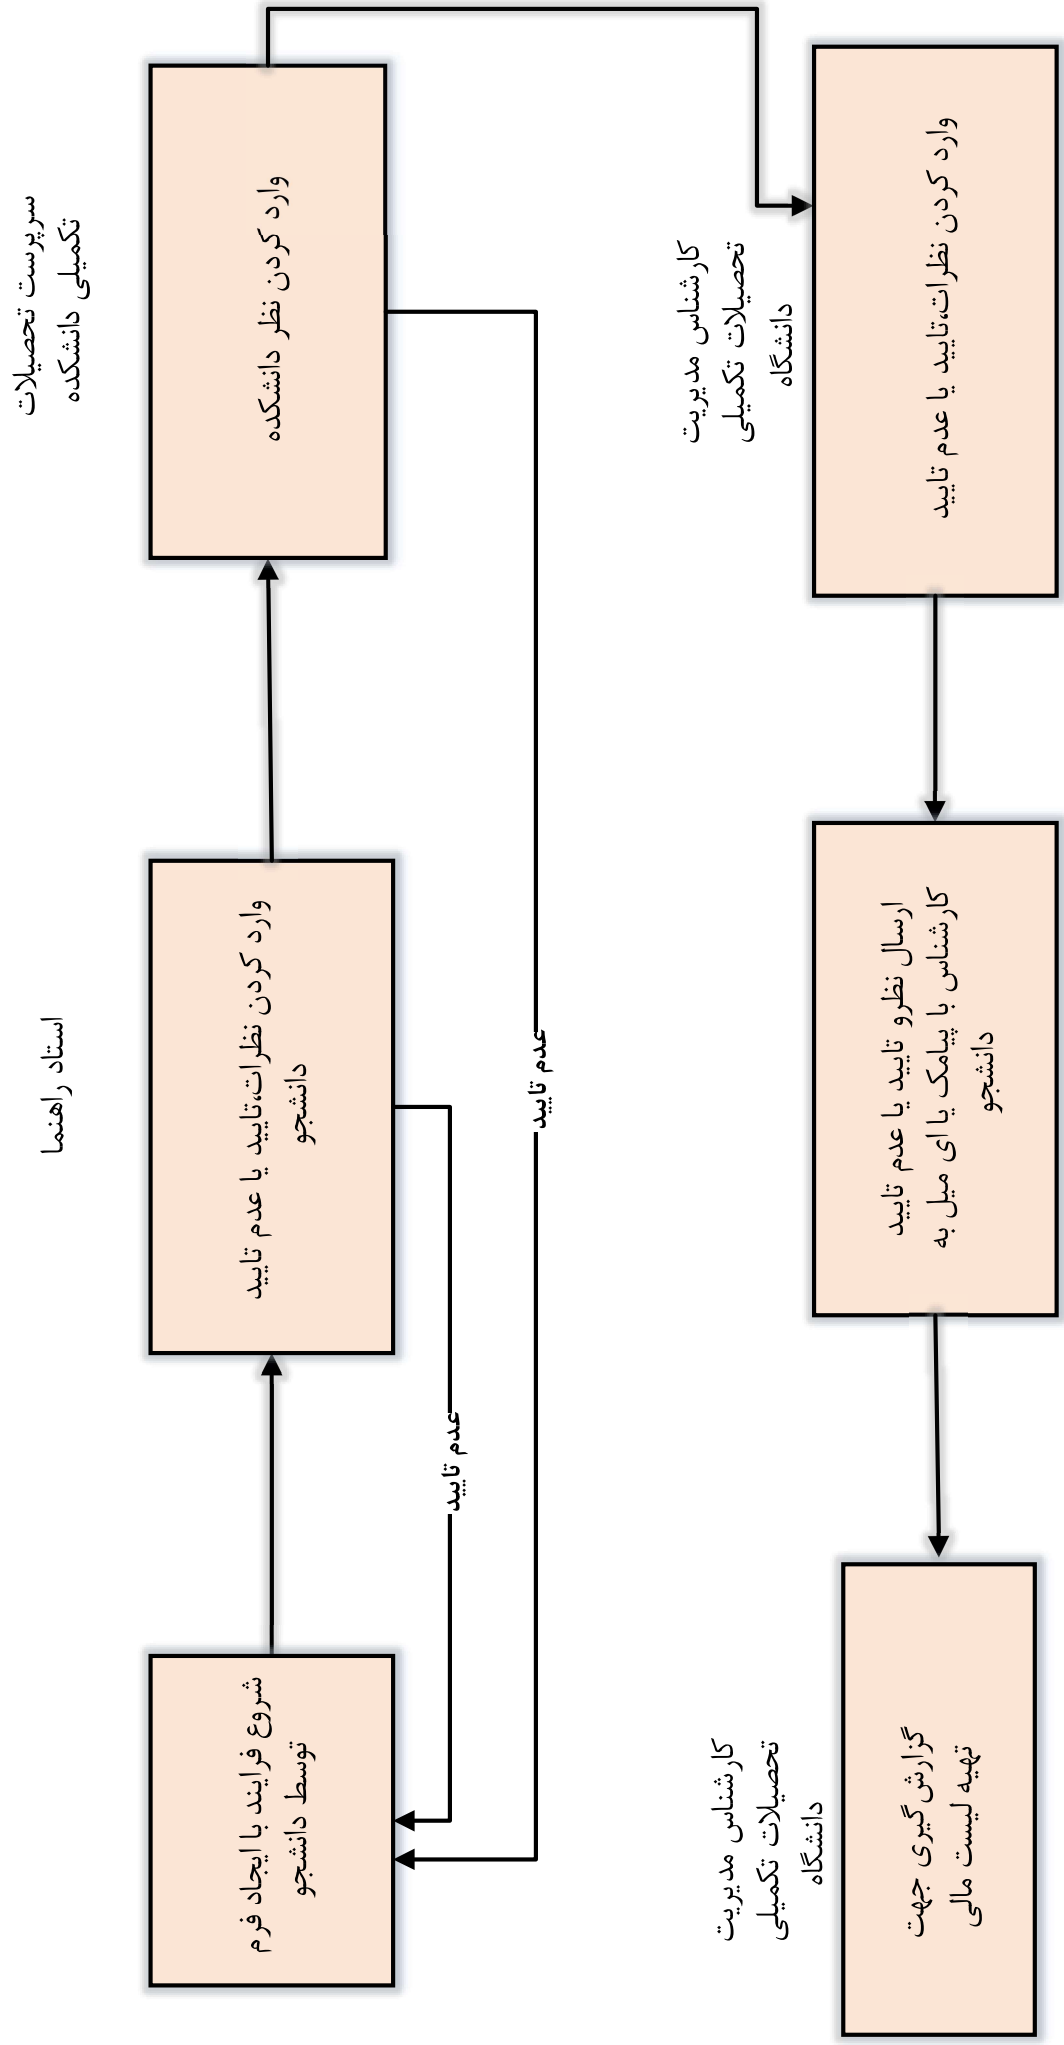 سرپرست تحصیلات
تکمیلی دانشکده
استاد راهنما
شروع فرایند با ایجاد فرم
توسط دانشجو
وارد کردن نظرات،تایید یا عدم تایید
دانشجو
وارد کردن نظر دانشکده
عدم تایید
عدم تایید
کارشناس مدیریت
تحصیلات تکمیلی
دانشگاه
وارد کردن نظرات،تایید یا عدم تایید
ارسال نظرو تایید یا عدم تایید
کارشناس با پیامک یا ای میل به
دانشجو
کارشناس مدیریت
تحصیلات تکمیلی
دانشگاه
گزارش گیری جهت
تهیه لیست مالی